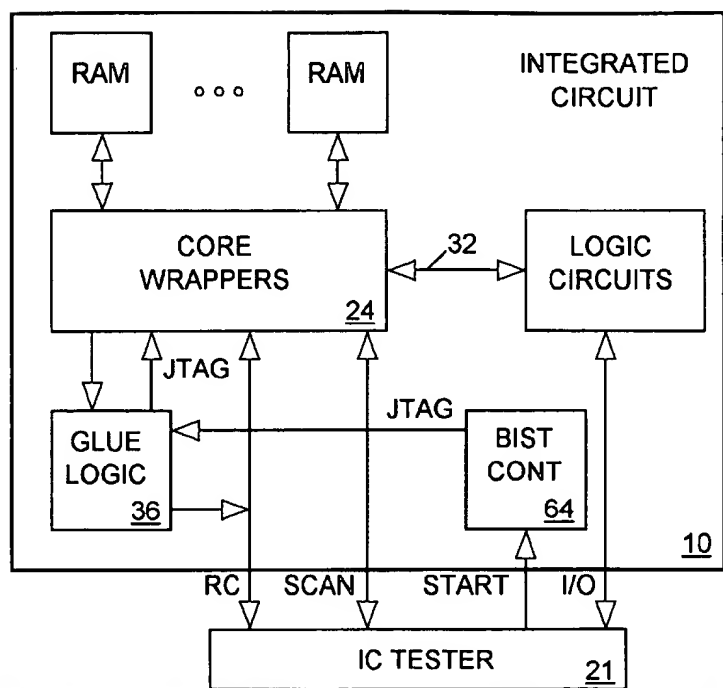 RAM
RAM
INTEGRATED
CIRCUIT
CORE
WRAPPERS
24
32
LOGIC
CIRCUITS
JTAG
JTAG
GLUE
LOGIC
36
BIST
CONT
64
10
RC
SCAN
START
I/O
IC TESTER
21